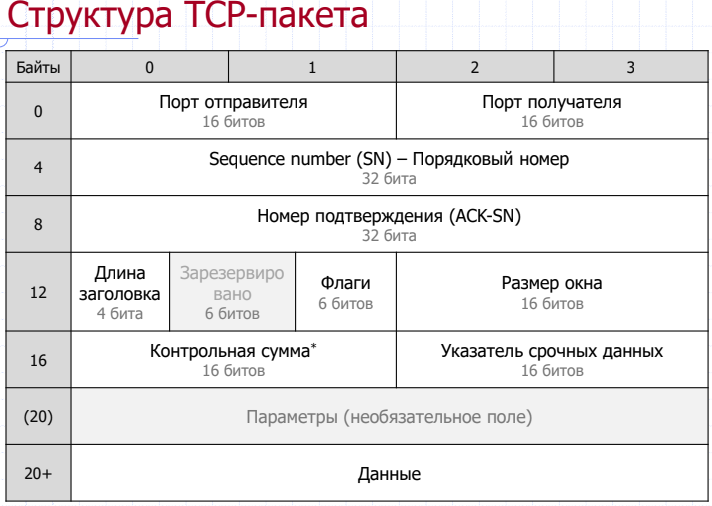 Структура TCP-пакета
Байты 0 1 2 3
0 Порт отправителя Порт получателя
16 битов 16 битов
4 Sequence number (SN) – Порядковый номер
32 бита
8 Номер подтверждения (ACK-SN)
32 бита
12 Длина заголовка 4 бита Зарезервиро вано 6 битов Флаги 6 битов Размер окна 16 битов
16 Контрольная сумма* Указатель срочных данных
16 битов 16 битов
(20) Параметры (необязательное поле)
20+ Данные